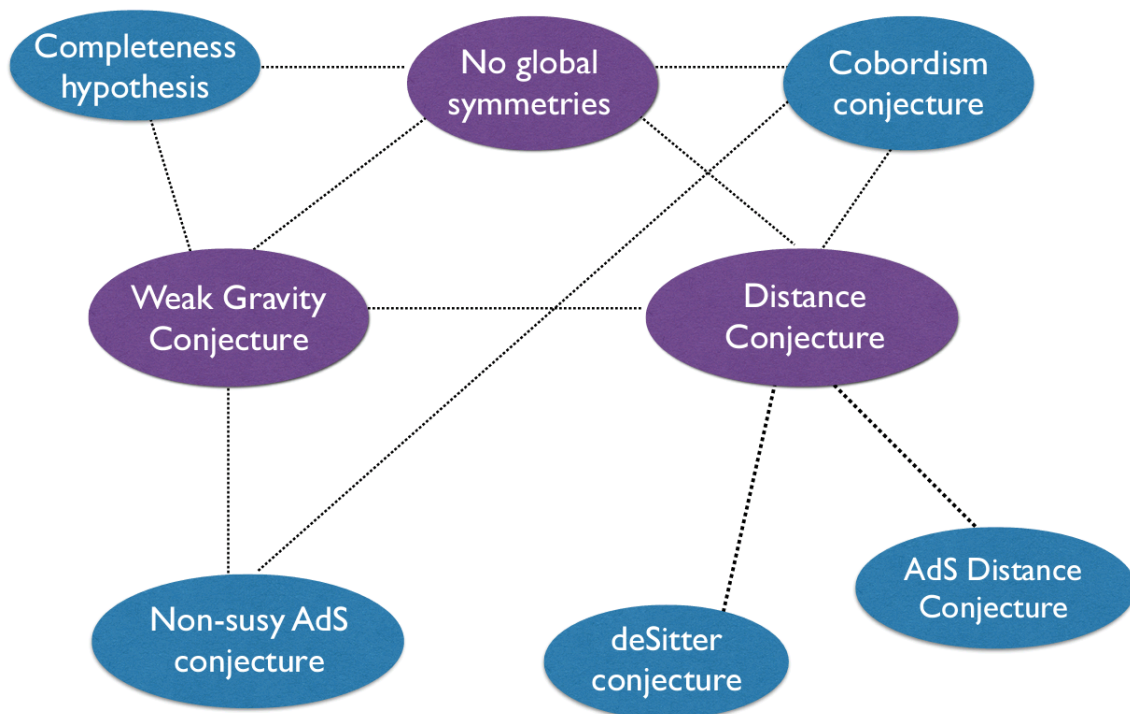 Completeness
hypothesis
No global
symmetries
Cobordism
conjecture
Weak Gravity
Conjecture
Distance
Conjecture
Non-susy AdS
conjecture
deSitter
conjecture
AdS Distance
Conjecture